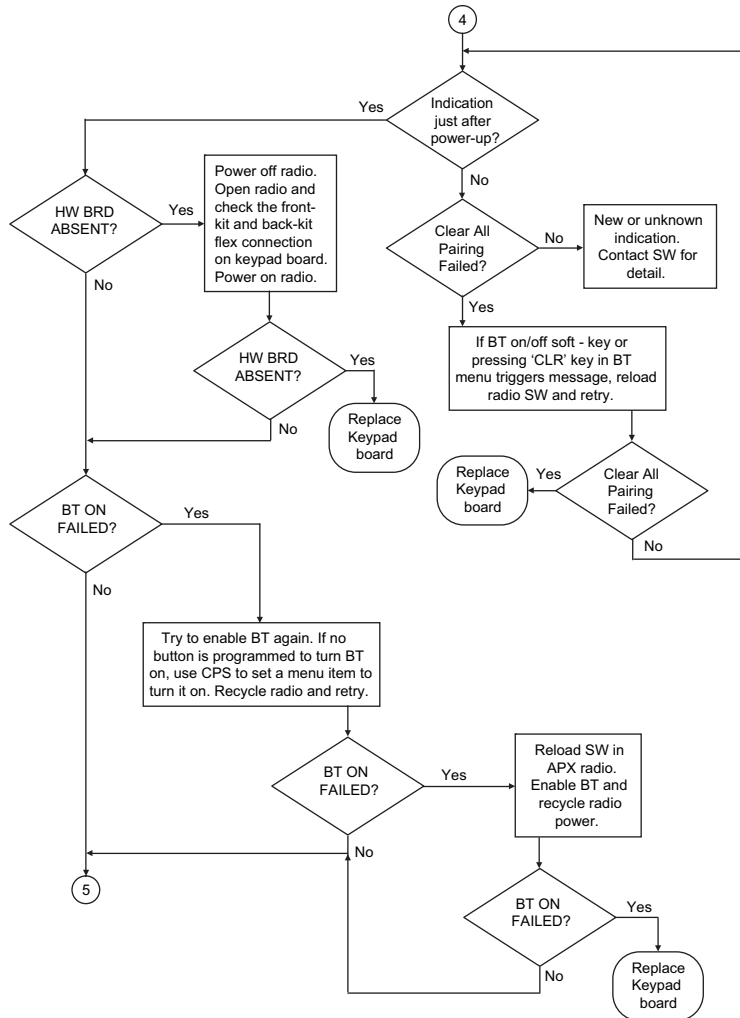 4
Indication
just after
power-up?
Yes
No
HW BRD
ABSENT?
Yes
No
Power off radio.
Open radio and
check the front-
kit and back-kit
flex connection
on keypad board.
Power on radio.
Clear All
Pairing
Failed?
No
Yes
New or unknown
indication.
Contact SW for
detail.
HW BRD
ABSENT?
Yes
No
Replace
Keypad
board
If BT on/off soft - key or
pressing ‘CLR’ key in BT
menu triggers message, reload
radio SW and retry.
Clear All
Pairing
Failed?
Yes
No
Replace
Keypad
board
BT ON
FAILED?
Yes
No
Try to enable BT again. If no
button is programmed to turn BT
on, use CPS to set a menu item to
turn it on. Recycle radio and retry.
BT ON
FAILED?
Yes
No
Reload SW in
APX radio.
Enable BT and
recycle radio
power.
5
BT ON
FAILED?
Yes
No
Replace
Keypad
board